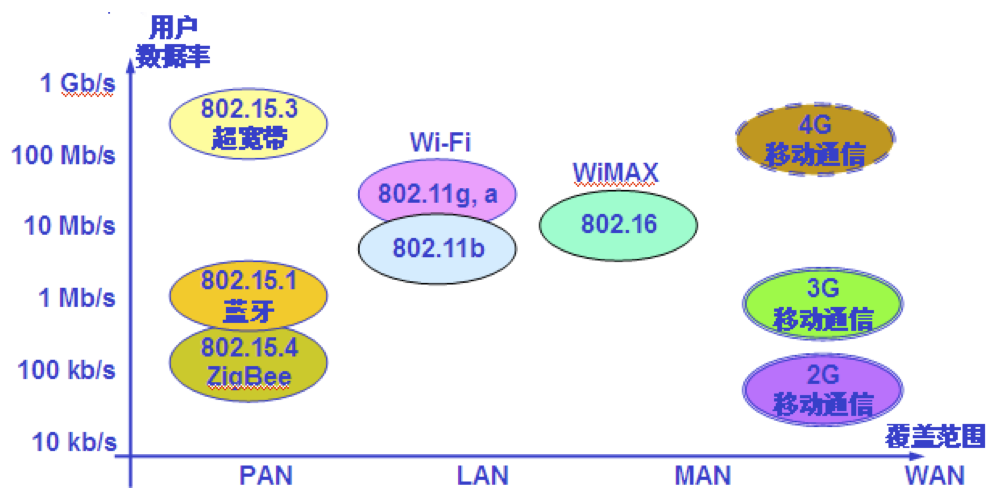 用户
数据率
1 Gb/s
802.15.3
超宽带
4G
移动通信
100 Mb/s
Wi-Fi
802.11g, a
WiMAX
10 Mb/s
802.16
802.11b
802.15.1
蓝牙
3G
移动通信
1 Mb/s
802.15.4
ZigBee
100 kb/s
2G
移动通信
10 kb/s
覆盖范围
PAN
LAN
MAN
WAN